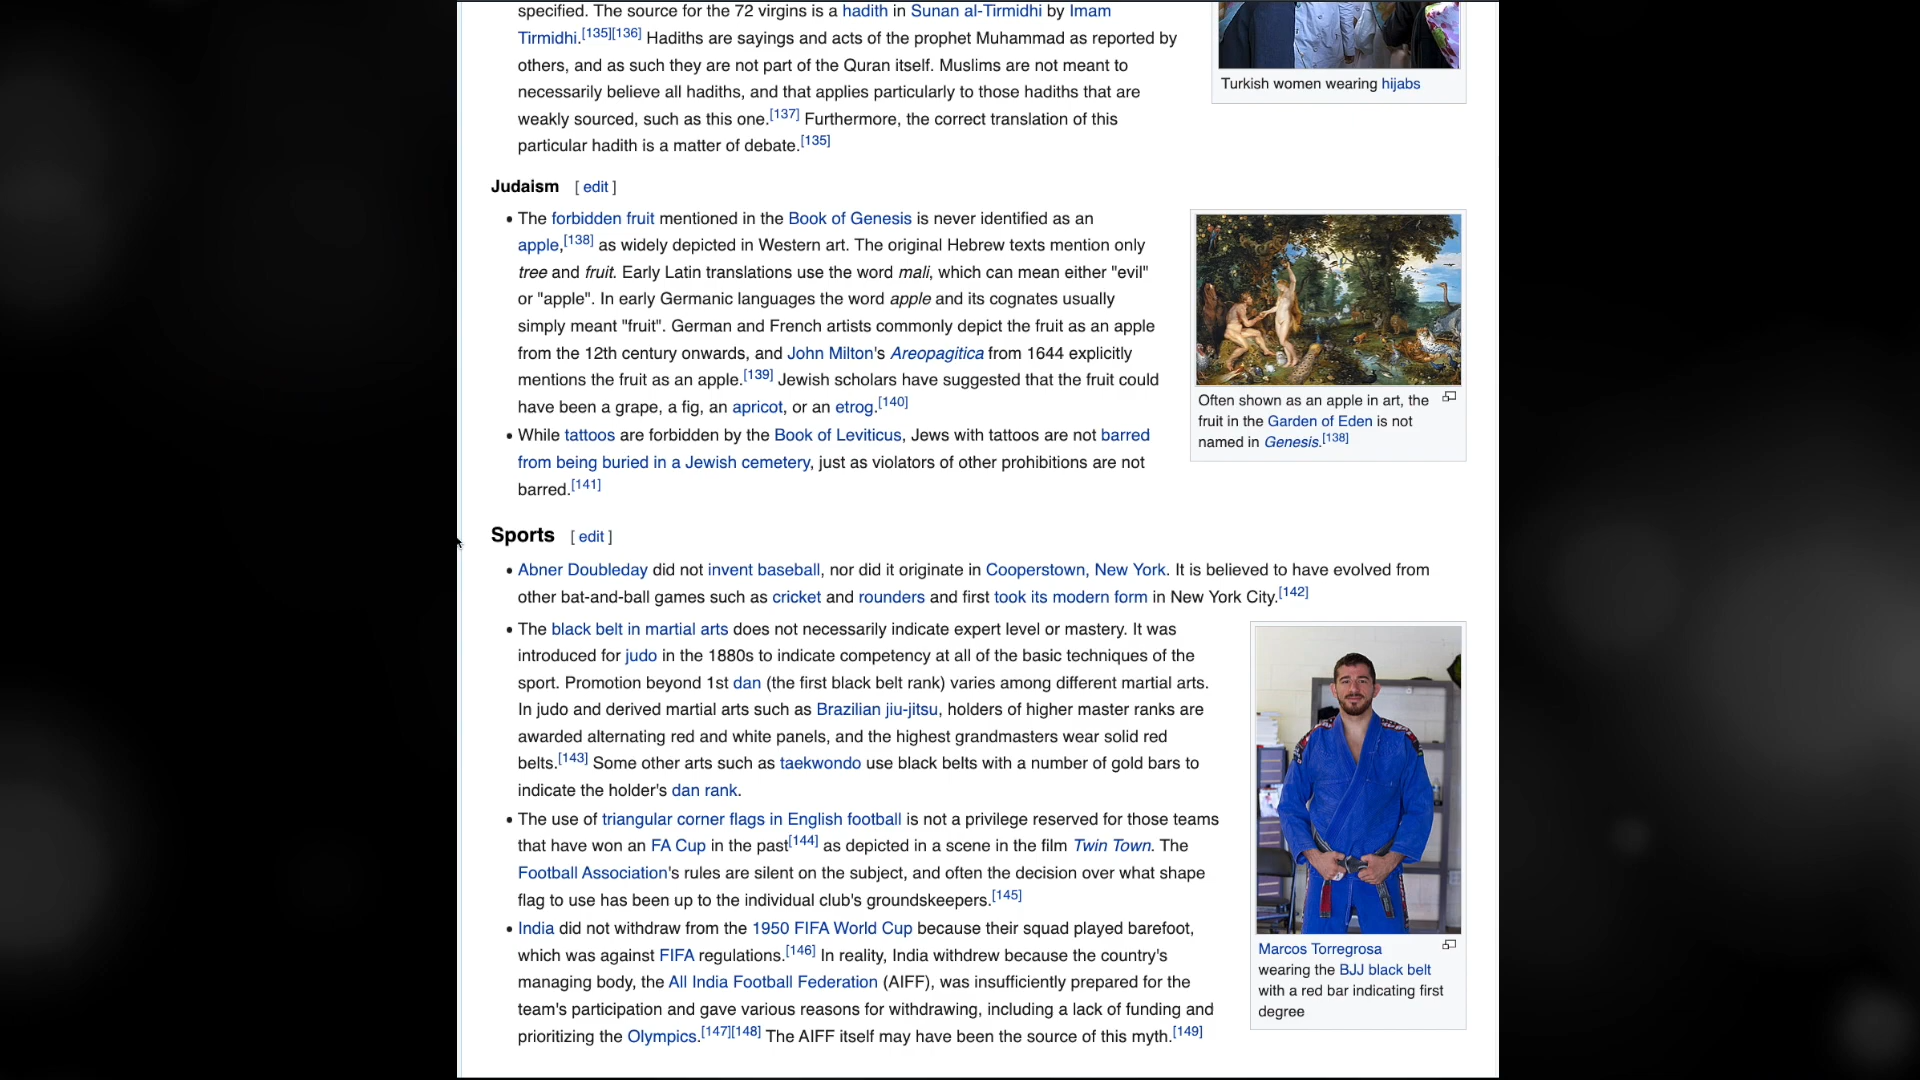 specified. The source for the 72 virgins is a hadith in Sunan al-Tirmidhi by Imam
Tirmidhi.[135][136] Hadiths are sayings and acts of the prophet Muhammad as reported by
others, and as such they are not part of the Quran itself. Muslims are not meant to
necessarily believe all hadiths, and that applies particularly to those hadiths that are
weakly sourced, such as this one.[137] Furthermore, the correct translation of this
particular hadith is a matter of debate.[135]
Turkish women wearing hijabs
Judaism [ edit ]
• The forbidden fruit mentioned in the Book of Genesis is never identified as an
apple,[138] as widely depicted in Western art. The original Hebrew texts mention only
tree and fruit. Early Latin translations use the word mali, which can mean either "evil"
or "apple". In early Germanic languages the word apple and its cognates usually
simply meant "fruit". German and French artists commonly depict the fruit as an apple
from the 12th century onwards, and John Milton's Areopagitica from 1644 explicitly
mentions the fruit as an apple.[139] Jewish scholars have suggested that the fruit could
have been a grape, a fig, an apricot, or an etrog.[140]
• While tattoos are forbidden by the Book of Leviticus, Jews with tattoos are not barred
from being buried in a Jewish cemetery, just as violators of other prohibitions are not
barred.[141]
Often shown as an apple in art, the
fruit in the Garden of Eden is not
named in Genesis.[138]
Sports [ edit ]
• Abner Doubleday did not invent baseball, nor did it originate in Cooperstown, New York. It is believed to have evolved from
other bat-and-ball games such as cricket and rounders and first took its modern form in New York City.[142]
• The black belt in martial arts does not necessarily indicate expert level or mastery. It was
introduced for judo in the 1880s to indicate competency at all of the basic techniques of the
sport. Promotion beyond 1st dan (the first black belt rank) varies among different martial arts.
In judo and derived martial arts such as Brazilian jiu-jitsu, holders of higher master ranks are
awarded alternating red and white panels, and the highest grandmasters wear solid red
belts.[143] Some other arts such as taekwondo use black belts with a number of gold bars to
indicate the holder's dan rank.
• The use of triangular corner flags in English football is not a privilege reserved for those teams
that have won an FA Cup in the past[144] as depicted in a scene in the film Twin Town. The
Football Association's rules are silent on the subject, and often the decision over what shape
flag to use has been up to the individual club's groundskeepers.[145]
• India did not withdraw from the 1950 FIFA World Cup because their squad played barefoot,
which was against FIFA regulations.[146] In reality, India withdrew because the country's
managing body, the All India Football Federation (AIFF), was insufficiently prepared for the
team's participation and gave various reasons for withdrawing, including a lack of funding and
prioritizing the Olympics.[147][148] The AIFF itself may have been the source of this myth.[149]
Marcos Torregrosa
wearing the BJJ black belt
with a red bar indicating first
degree